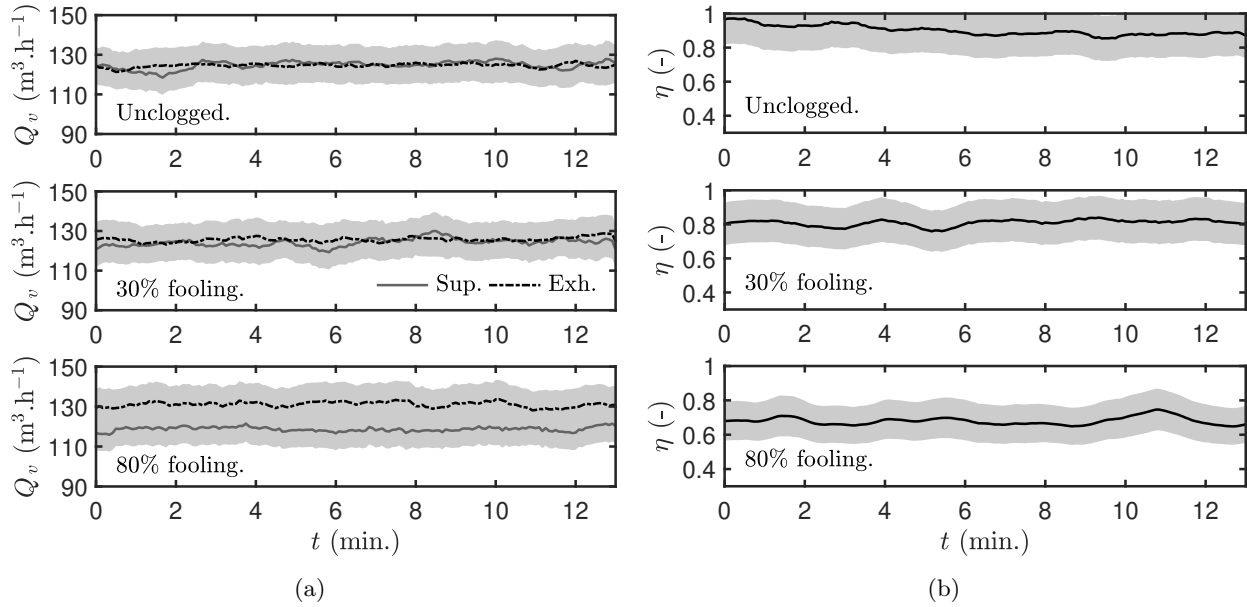 150
130
110
90
Q_v (m³.h⁻¹)
Unclogged.
0 2 4 6 8 10 12
150
130
110
90
Q_v (m³.h⁻¹)
30% fooling.
Sup. Exh.
0 2 4 6 8 10 12
150
130
110
90
Q_v (m³.h⁻¹)
80% fooling.
0 2 4 6 8 10 12
t (min.)
(a)
1
0.8
0.6
0.4
η (-)
Unclogged.
0 2 4 6 8 10 12
1
0.8
0.6
0.4
η (-)
30% fooling.
0 2 4 6 8 10 12
1
0.8
0.6
0.4
η (-)
80% fooling.
0 2 4 6 8 10 12
t (min.)
(b)